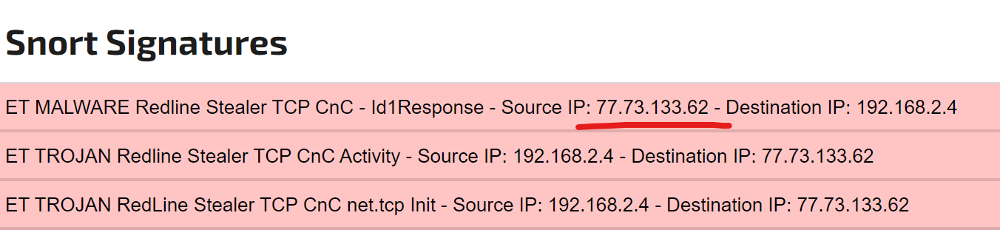 Snort Signatures
ET MALWARE Redline Stealer TCP CnC - Id1Response - Source IP: 77.73.133.62 - Destination IP: 192.168.2.4
ET TROJAN Redline Stealer TCP CnC Activity - Source IP: 192.168.2.4 - Destination IP: 77.73.133.62
ET TROJAN RedLine Stealer TCP CnC net.tcp Init - Source IP: 192.168.2.4 - Destination IP: 77.73.133.62